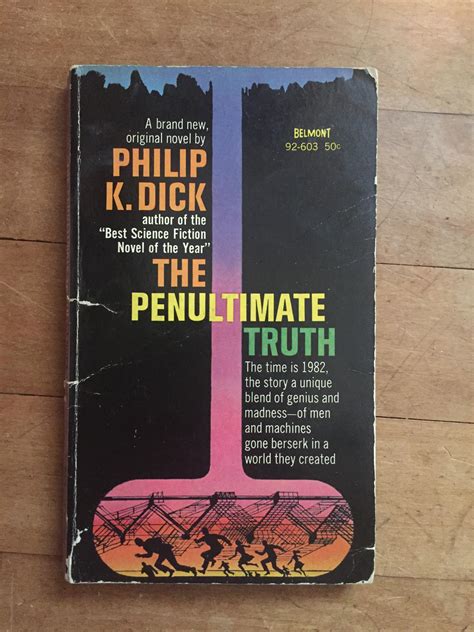 A brand new,
original novel by
PHILIP
K. DICK
author of the
"Best Science Fiction
Novel of the Year"
BELMONT
92-603 50¢
THE
PENULTIMATE
TRUTH
The time is 1982,
the story a unique
blend of genius and
madness—of men
and machines
gone berserk in a
world they created